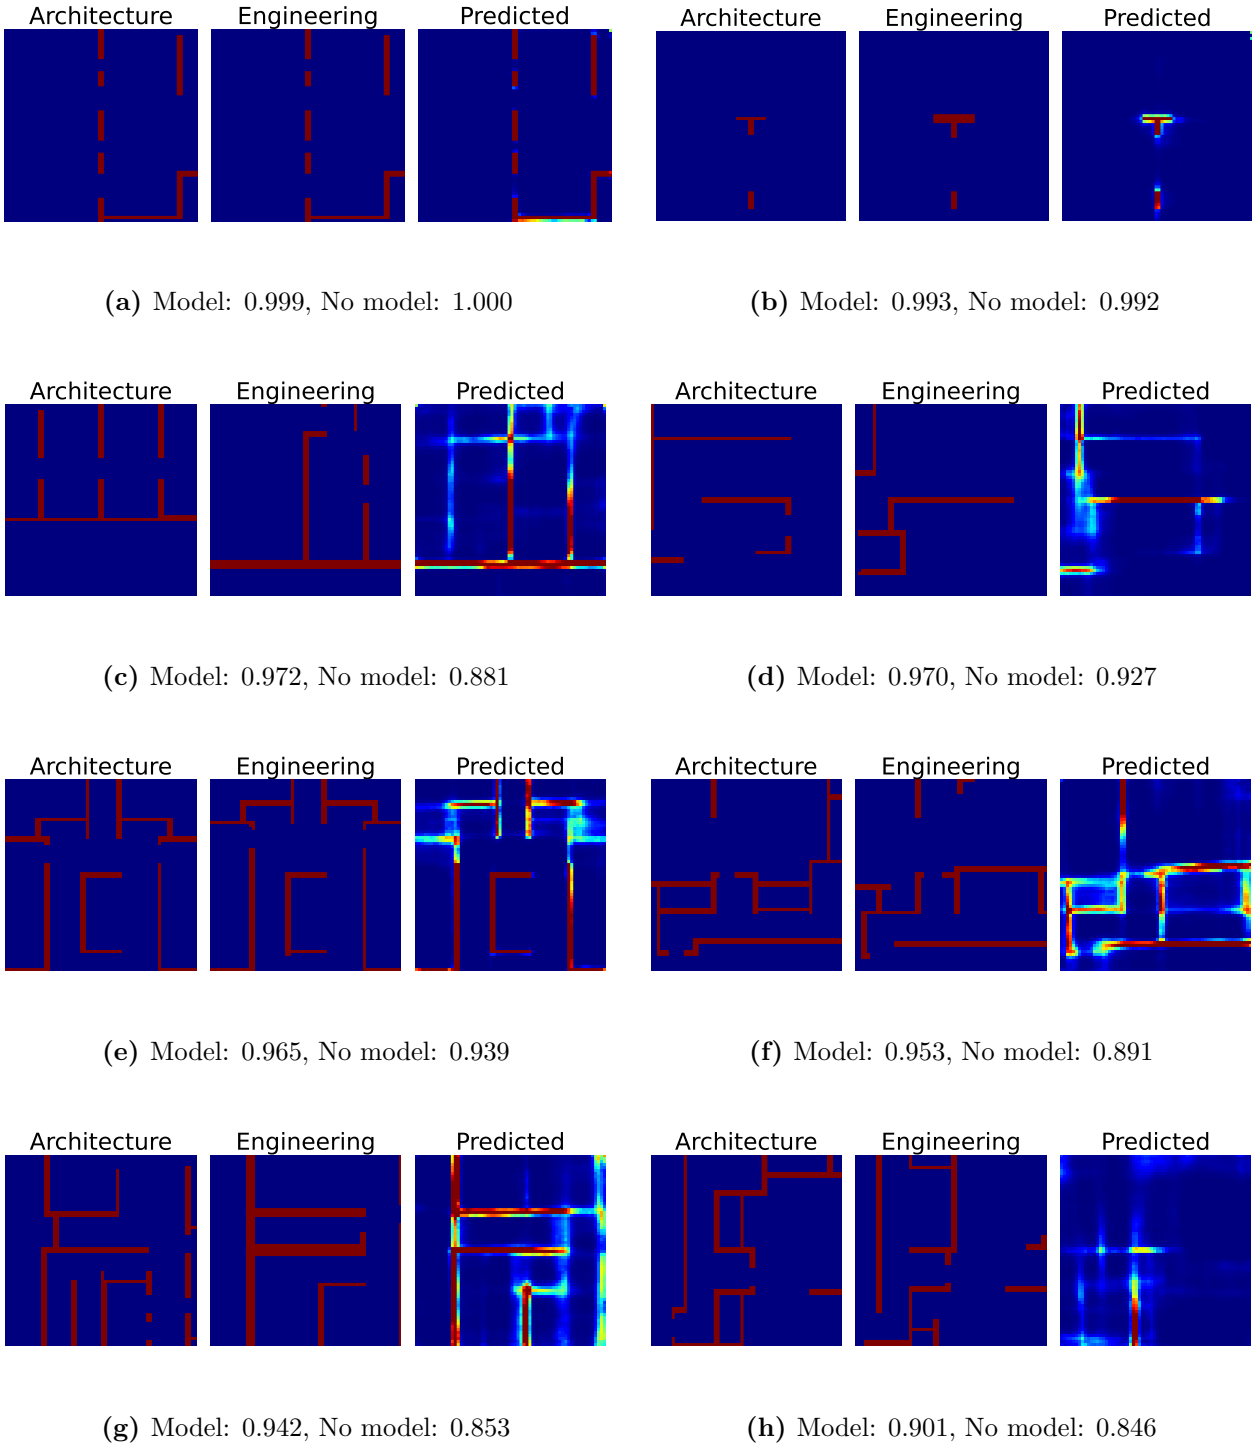 Architecture Engineering Predicted Architecture Engineering Predicted
(a) Model: 0.999, No model: 1.000 (b) Model: 0.993, No model: 0.992
Architecture Engineering Predicted Architecture Engineering Predicted
(c) Model: 0.972, No model: 0.881 (d) Model: 0.970, No model: 0.927
Architecture Engineering Predicted Architecture Engineering Predicted
(e) Model: 0.965, No model: 0.939 (f) Model: 0.953, No model: 0.891
Architecture Engineering Predicted Architecture Engineering Predicted
(g) Model: 0.942, No model: 0.853 (h) Model: 0.901, No model: 0.846